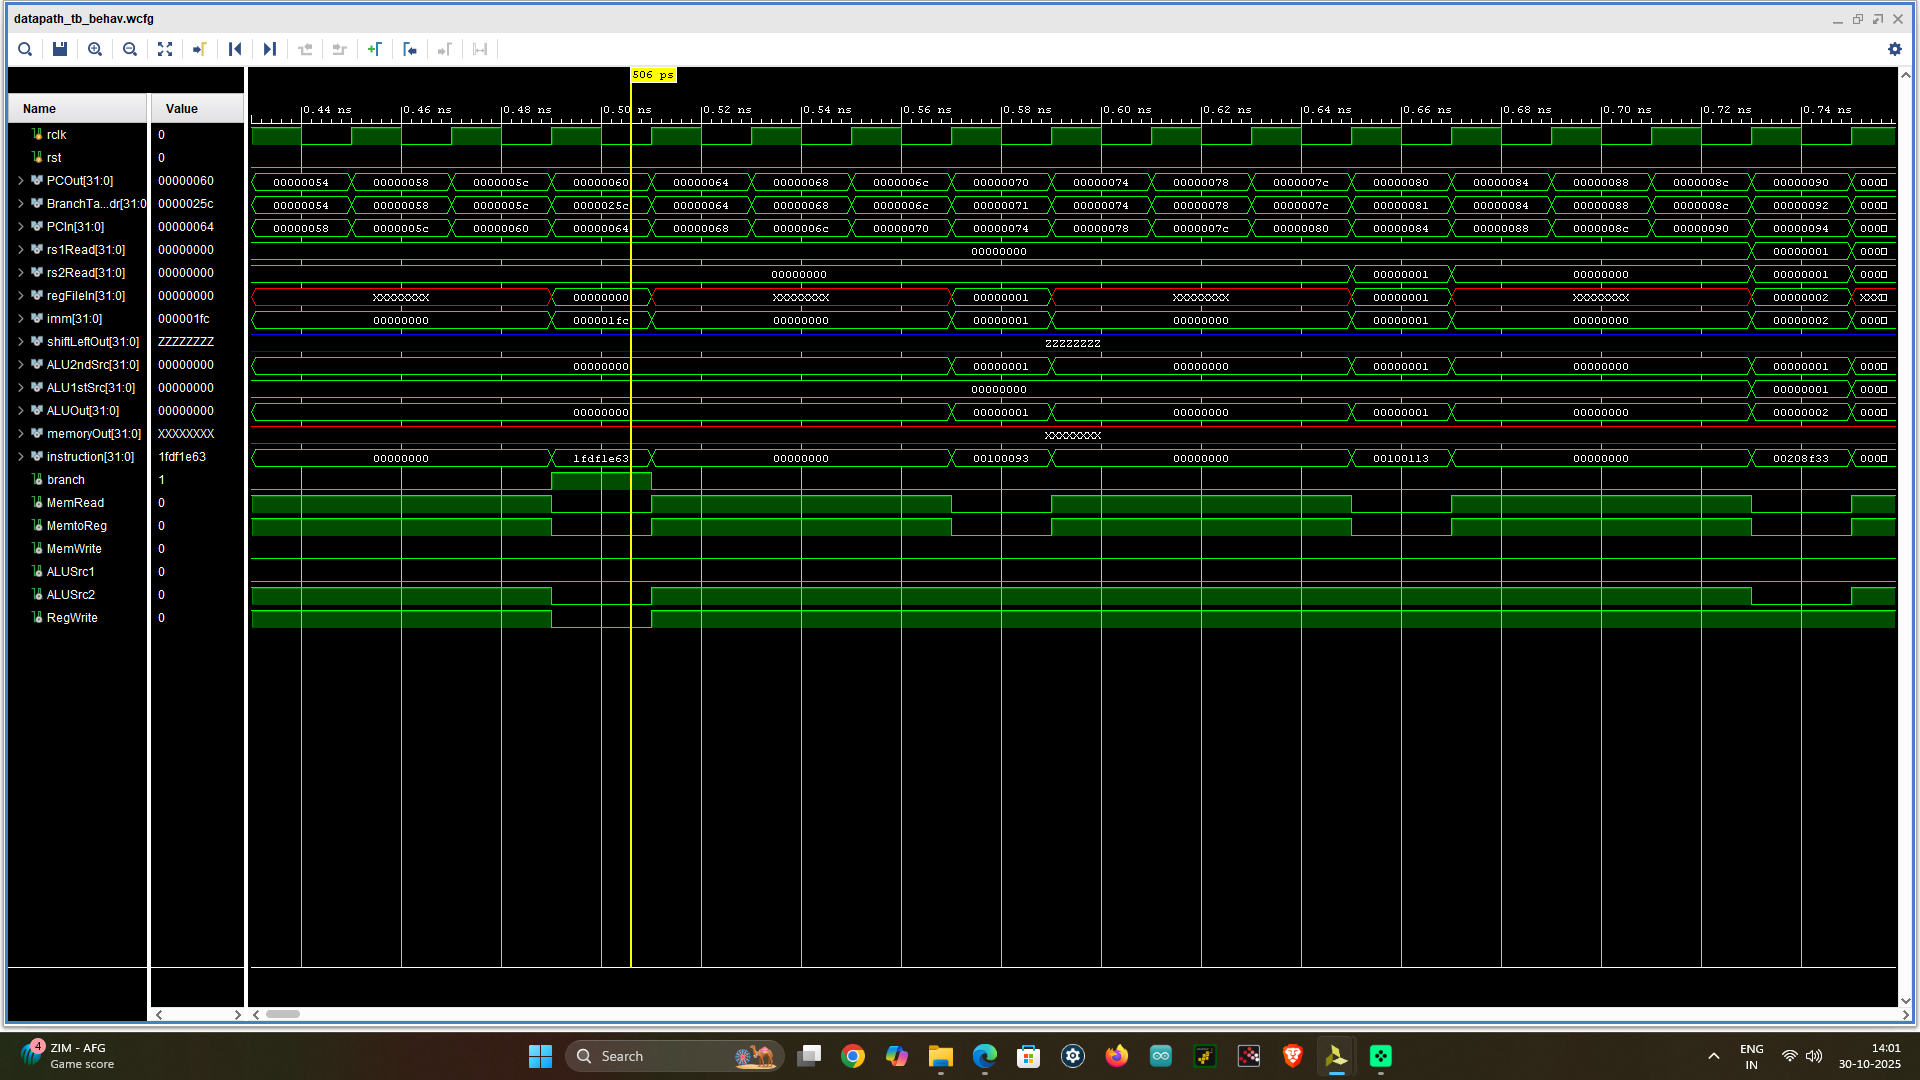 datapath_tb_behav.wcfg
506 ps
Name Value
0.44 ns 0.46 ns 0.48 ns 0.50 ns 0.52 ns 0.54 ns 0.56 ns 0.58 ns 0.60 ns 0.62 ns 0.64 ns 0.66 ns 0.68 ns 0.70 ns 0.72 ns 0.74 ns
rclk 0
rst 0
PCOut[31:0] 00000060 00000054 00000058 0000005c 00000060 00000064 00000068 0000006c 00000070 00000074 00000078 0000007c 00000080 00000084 00000088 0000008c 00000090 000
BranchTa...dr[31:0 0000025c 00000054 00000058 0000005c 0000025c 00000064 00000068 0000006c 00000071 00000074 00000078 0000007c 00000081 00000084 00000088 0000008c 00000092 000
PCIn[31:0] 00000064 00000058 0000005c 00000060 00000064 00000068 0000006c 00000070 00000074 00000078 0000007c 00000080 00000084 00000088 0000008c 00000090 00000094 000
rs1Read[31:0] 00000000 00000000 00000001 000
rs2Read[31:0] 00000000 00000000 00000001 00000000 00000001 000
regFileIn[31:0] 00000000 XXXXXXXX 00000000 XXXXXXXX 00000001 XXXXXXXX 00000001 XXXXXXXX 00000002 XXX
imm[31:0] 000001fc 00000000 000001fc 00000000 00000001 00000000 00000001 00000000 00000002 000
shiftLeftOut[31:0] ZZZZZZZZ ZZZZZZZZ
ALU2ndSrc[31:0] 00000000 00000000 00000001 00000000 00000001 00000000 00000001 000
ALU1stSrc[31:0] 00000000 00000000 00000001 000
ALUOut[31:0] 00000000 00000000 00000001 00000000 00000001 00000000 00000002 000
memoryOut[31:0] XXXXXXXX XXXXXXXX
instruction[31:0] 1fdf1e63 00000000 1fdf1e63 00000000 00100093 00000000 00100113 00000000 00208f33 000
branch 1
MemRead 0
MemtoReg 0
MemWrite 0
ALUSrc1 0
ALUSrc2 0
RegWrite 0
4
ZIM - AFG
Game score
Search
ENG
IN
14:01
30-10-2025